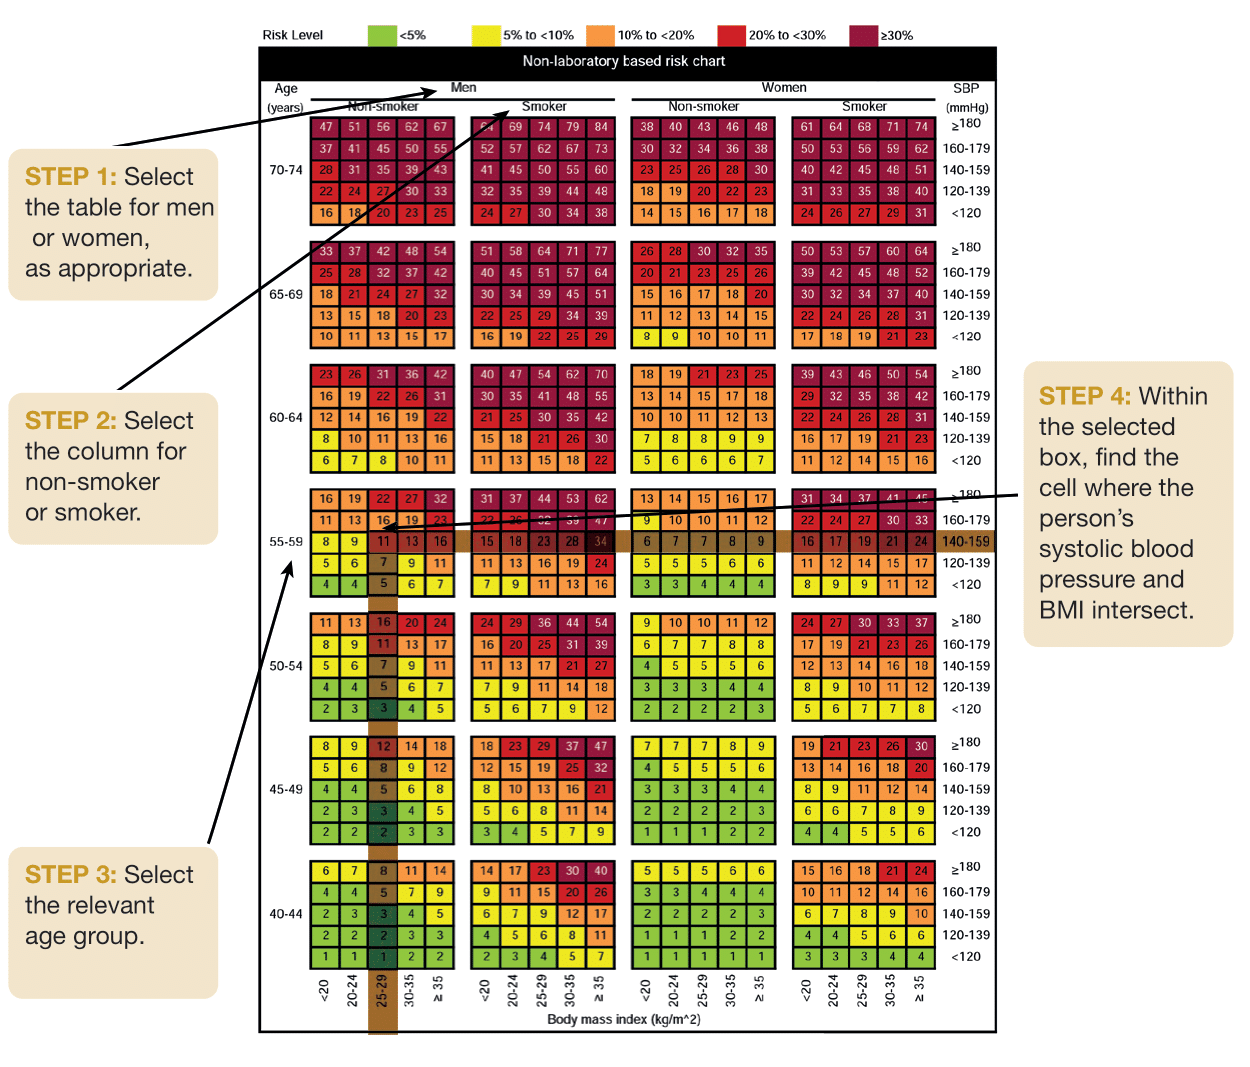 Risk Level <5% 5% to <10% 10% to <20% 20% to <30% ≥30%
Non-laboratory based risk chart
Age Men Women SBP
(years) Non-smoker Smoker Non-smoker Smoker (mmHg)
47 51 56 62 67 64 69 74 79 84 38 40 43 46 48 61 64 68 71 74 ≥180
37 41 45 50 55 52 57 62 67 73 30 32 34 36 38 50 53 56 59 62 160-179
70-74 28 31 35 39 43 41 45 50 55 60 23 25 26 28 30 40 42 45 48 51 140-159
22 24 27 30 33 32 35 39 44 48 18 19 20 22 23 31 33 35 38 40 120-139
16 18 20 23 25 24 27 30 34 38 14 15 16 17 18 24 26 27 29 31 <120
33 37 42 48 54 51 58 64 71 77 26 28 30 32 35 50 53 57 60 64 ≥180
25 28 32 37 42 40 45 51 57 64 20 21 23 25 26 39 42 45 48 52 160-179
65-69 18 21 24 27 32 30 34 39 45 51 15 16 17 18 20 30 32 34 37 40 140-159
13 15 18 20 23 22 25 29 34 39 11 12 13 14 15 22 24 25 28 31 120-139
10 11 13 15 17 16 19 22 25 29 8 9 10 10 11 17 18 19 21 23 <120
23 26 31 36 42 40 47 54 62 70 18 19 21 23 25 39 43 46 50 54 ≥180
16 19 22 26 31 30 35 41 48 55 13 14 15 17 18 29 32 35 38 42 160-179
60-64 12 14 16 19 22 21 25 30 35 42 10 10 11 12 13 22 24 26 28 31 140-159
8 10 11 13 16 15 18 21 26 30 7 8 8 9 9 16 17 19 21 23 120-139
6 7 8 10 11 11 13 15 18 22 5 6 6 6 7 11 12 14 15 16 <120
16 19 22 27 32 31 37 44 53 62 13 14 15 16 17 31 34 37 41 45 ≥180
11 13 16 19 23 22 26 32 39 47 9 10 10 11 12 22 24 27 30 33 160-179
55-59 8 9 11 13 16 15 18 23 28 34 6 7 7 8 9 16 17 19 21 24 140-159
5 6 7 9 11 11 13 16 19 24 5 5 5 6 6 11 12 14 15 17 120-139
4 4 5 6 7 7 9 11 13 16 3 3 4 4 4 8 9 9 11 12 <120
11 13 16 20 24 24 29 36 44 54 9 10 10 11 12 24 27 30 33 37 ≥180
8 9 11 13 17 16 20 25 31 39 6 7 7 8 8 17 19 21 23 26 160-179
50-54 5 6 7 9 11 11 13 17 21 27 4 5 5 5 6 12 13 14 16 18 140-159
4 4 5 6 7 7 9 11 14 18 3 3 3 4 4 8 9 10 11 12 120-139
2 3 3 4 5 5 6 7 9 12 2 2 2 2 3 5 6 7 7 8 <120
8 9 12 14 18 18 23 29 37 47 7 7 7 8 9 19 21 23 26 30 ≥180
5 6 8 9 12 12 15 19 25 32 4 5 5 5 6 13 14 16 18 20 160-179
45-49 4 4 5 6 8 8 10 13 16 21 3 3 3 4 4 8 9 11 12 14 140-159
2 3 3 4 5 5 6 8 11 14 2 2 2 2 3 6 6 7 8 9 120-139
2 2 2 3 3 3 4 5 7 9 1 1 1 2 2 4 4 5 5 6 <120
6 7 8 11 14 14 17 23 30 40 5 5 5 6 6 15 16 18 21 24 ≥180
4 4 5 7 9 9 11 15 20 26 3 3 4 4 4 10 11 12 14 16 160-179
40-44 2 3 3 4 5 6 7 9 12 17 2 2 2 2 3 6 7 8 9 10 140-159
2 2 2 3 3 4 5 6 8 11 1 1 1 2 2 4 4 5 6 6 120-139
1 1 1 2 2 2 3 4 5 7 1 1 1 1 1 3 3 3 4 4 <120
<20 20-24 25-29 30-35 ≥ 35 <20 20-24 25-29 30-35 ≥ 35 <20 20-24 25-29 30-35 ≥ 35 <20 20-24 25-29 30-35 ≥ 35
Body mass index (kg/m^2)
STEP 1: Select
the table for men
or women,
as appropriate.
STEP 2: Select
the column for
non-smoker
or smoker.
STEP 3: Select
the relevant
age group.
STEP 4: Within
the selected
box, find the
cell where the
person's
systolic blood
pressure and
BMI intersect.